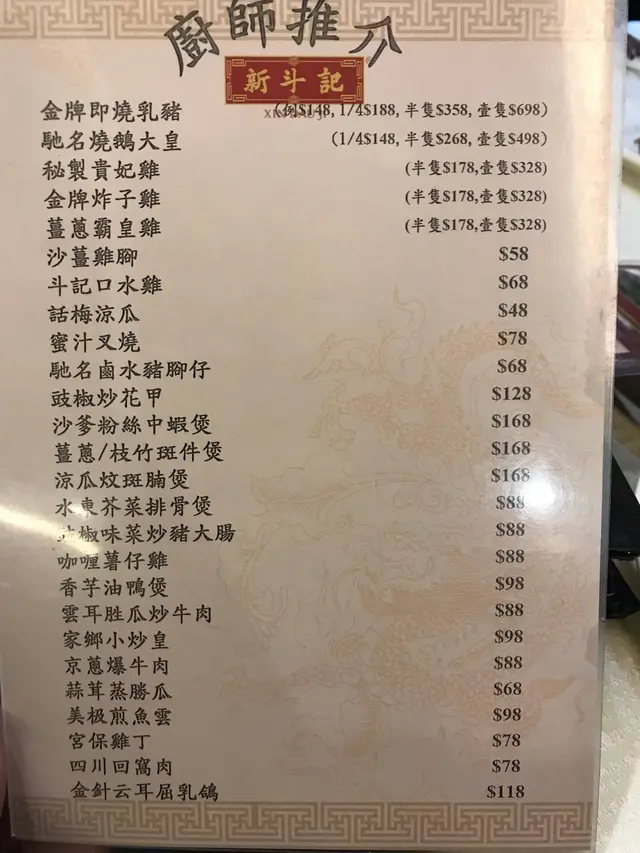 廚師推介
新斗記
金牌即燒乳豬 (例$148,1/4$188,半隻$358,壹隻$698)
馳名燒鵝大皇 (1/4$148,半隻$268,壹隻$498)
秘製貴妃雞 (半隻$178,壹隻$328)
金牌炸子雞 (半隻$178,壹隻$328)
薑蔥霸皇雞 (半隻$178,壹隻$328)
沙薑雞腳 $58
斗記口水雞 $68
話梅涼瓜 $48
蜜汁叉燒 $78
馳名鹵水豬腳仔 $68
豉椒炒花甲 $128
沙爹粉絲中蝦煲 $168
薑蔥/枝竹斑件煲 $168
涼瓜炆斑腩煲 $168
水東芥菜排骨煲 $88
椒味菜炒豬大腸 $88
咖喱薯仔雞 $88
香芋油鴨煲 $98
雲耳胜瓜炒牛肉 $88
家鄉小炒皇 $98
京蔥爆牛肉 $88
蒜茸蒸勝瓜 $68
美极煎魚雲 $98
宮保雞丁 $78
四川回窩肉 $78
金針云耳屈乳鴿 $118